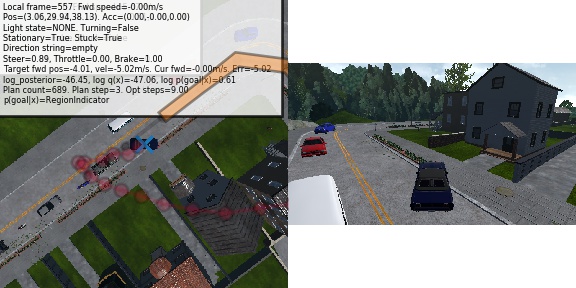 Local frame=557. Fwd speed=-0.00m/s
Pos=(3.06,29.94,38.13). Acc=(0.00,-0.00,0.00)
Light state=NONE. Turning=False
Stationary=True. Stuck=True
Direction string=empty
Steer=0.89, Throttle=0.00, Brake=1.00
Target fwd pos=-4.01, vel=-5.02m/s. Cur fwd=-0.00m/s. Err=-5.02
log_posterior=-46.45, log q(x)=-47.06, log p(goal|x)=0.61
Plan count=689. Plan step=3. Opt steps=9.00
p(goal|x)=RegionIndicator